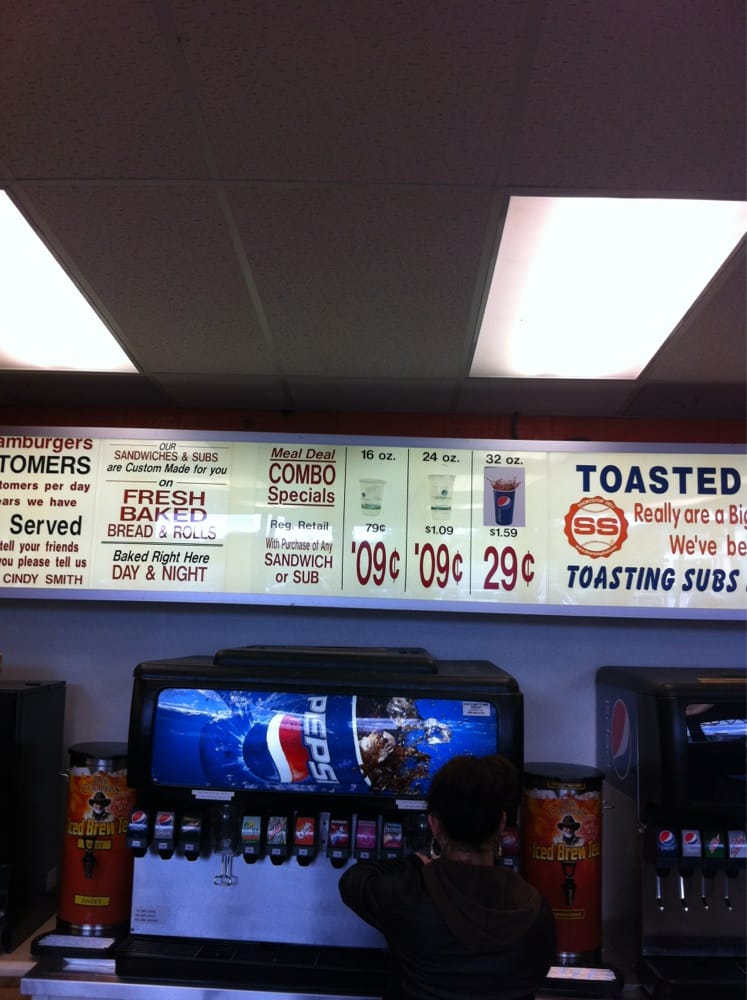 amburgers
TOMERS
tomers per day
ears we have
Served
tell your friends
you please tell us
CINDY SMITH
OUR
SANDWICHES & SUBS
are Custom Made for you
on
FRESH
BAKED
BREAD & ROLLS
Baked Right Here
DAY & NIGHT
Meal Deal
COMBO
Specials
Reg. Retail
With Purchase of Any
SANDWICH
or SUB
16 oz.
79¢
'09¢
24 oz.
$1.09
'09¢
32 oz.
$1.59
29¢
TOASTED
SS
Really are a Big
We've be
TOASTING SUBS
PEPS
Iced Brew Te
SWEET
Iced Brew Tea